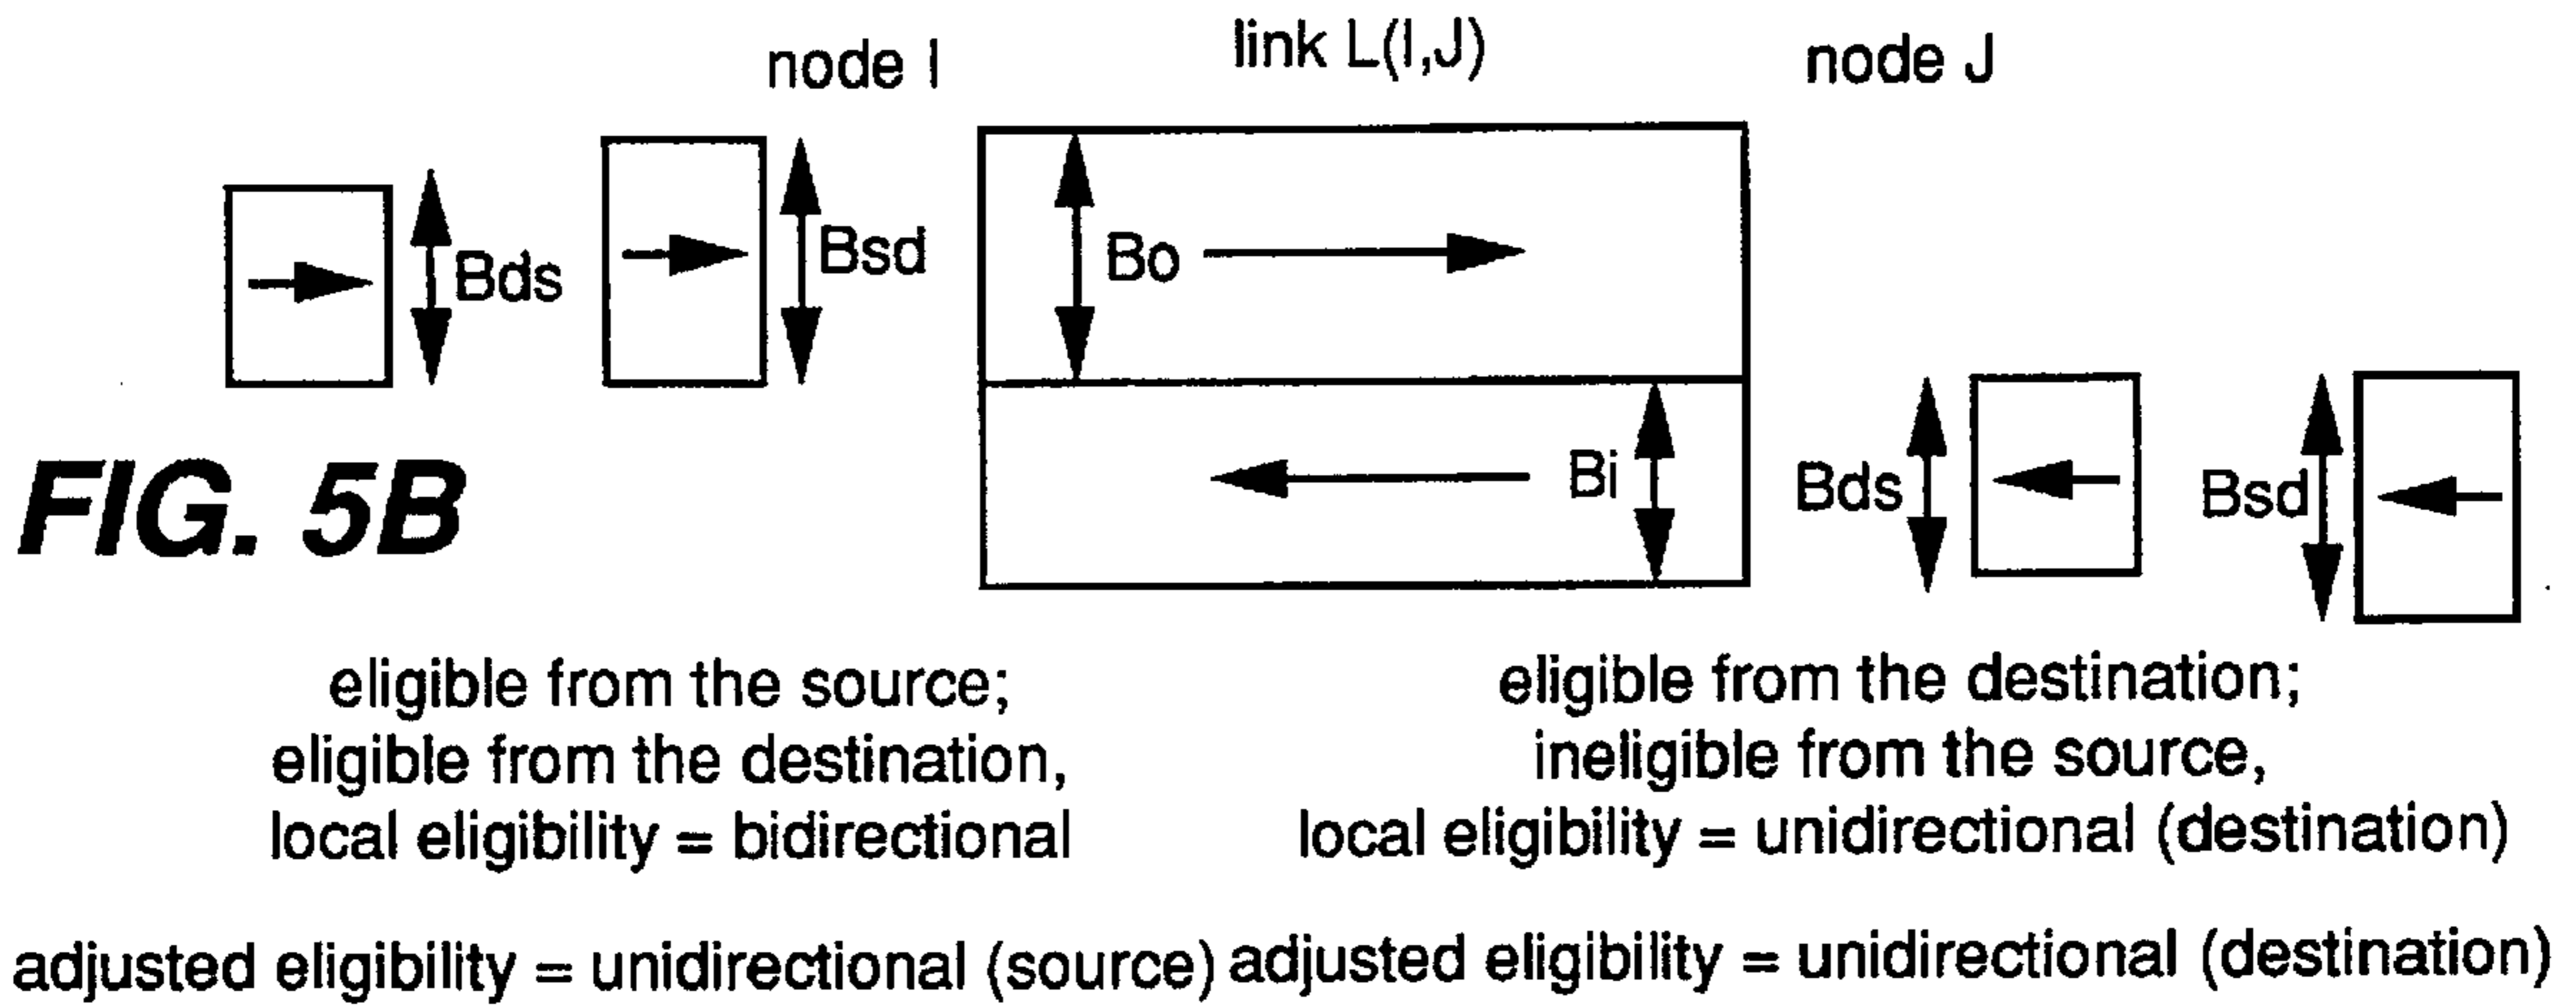 node I
link L(I,J)
node J
Bds
Bsd
Bo
Bi
Bds
Bsd
FIG. 5B
eligible from the source;
eligible from the destination,
local eligibility = bidirectional
adjusted eligibility = unidirectional (source)
eligible from the destination;
ineligible from the source,
local eligibility = unidirectional (destination)
adjusted eligibility = unidirectional (destination)